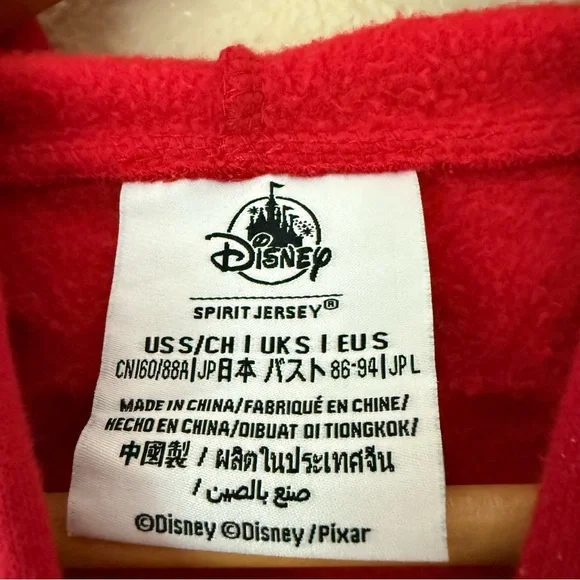 Disney
SPIRIT JERSEY®
US S/CH | UK S | EU S
CN160/88A|JP日本 バスト 86-94|JP L
MADE IN CHINA/FABRIQUÉ EN CHINE/
HECHO EN CHINA/DIBUAT DI TIONGKOK/
中國製 / ผลิตในประเทศจีน
/ صنع بالصين
©Disney ©Disney/Pixar